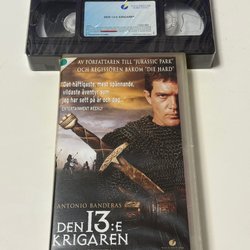 DEN 13:E KRIGAREN
AV FÖRFATTAREN TILL "JURASSIC PARK"
OCH REGISSÖREN BAKOM "DIE HARD"
"Det häftigaste, mest spännande,
vildaste äventyr som
jag har sett på år och dag..."
ENTERTAINMENT WEEKLY
ANTONIO BANDERAS
DEN 13:E
KRIGAREN